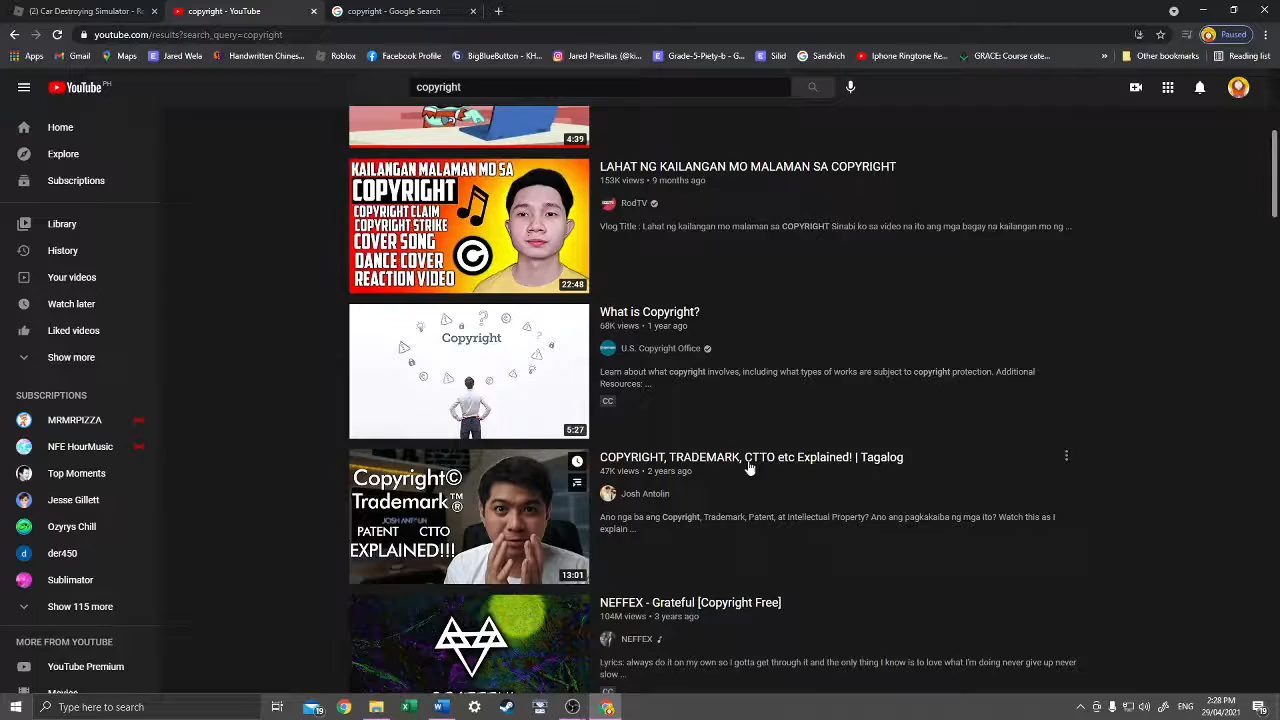 (2) Car Destroying Simulator - Ro
copyright - YouTube
copyright - Google Search
youtube.com/results?search_query=copyright
Paused
Apps
Gmail
Maps
Jared Wela
Handwritten Chines...
Roblox
Facebook Profile
BigBlueButton - KH...
Jared Presillas (@ki...
Grade-5-Piety-b - G...
Slid
Sandvich
Iphone Ringtone Re...
GRACE: Course cate...
»
Other bookmarks
Reading list
YouTube PH
copyright
Home
Explore
Subscriptions
Library
History
Your videos
Watch later
Liked videos
Show more
SUBSCRIPTIONS
MRMRPIZZA
NFE HourMusic
Top Moments
Jesse Gillett
Ozyrys Chill
d der450
Sublimator
Show 115 more
MORE FROM YOUTUBE
YouTube Premium
Movies
4:39
KAILANGAN MALAMAN MO SA
COPYRIGHT
COPYRIGHT CLAIM
COPYRIGHT STRIKE
COVER SONG
DANCE COVER
REACTION VIDEO
22:48
LAHAT NG KAILANGAN MO MALAMAN SA COPYRIGHT
153K views • 9 months ago
RodTV
Vlog Title : Lahat ng kailangan mo malaman sa COPYRIGHT Sinabi ko sa video na ito ang mga bagay na kailangan mo ng ...
Copyright
5:27
What is Copyright?
68K views • 1 year ago
U.S. Copyright Office
Learn about what copyright involves, including what types of works are subject to copyright protection. Additional
Resources: ...
CC
Copyright©
Trademark™®
JOSH ANTOLIN
PATENT CTTO
EXPLAINED!!!
13:01
COPYRIGHT, TRADEMARK, CTTO etc Explained! | Tagalog
47K views • 2 years ago
Josh Antolin
Ano nga ba ang Copyright, Trademark, Patent, at Intellectual Property? Ano ang pagkakaiba ng mga ito? Watch this as I
explain ...
NEFFEX - Grateful [Copyright Free]
104M views • 3 years ago
NEFFEX
Lyrics: always do it on my own so I gotta get through it and the only thing I know is to love what I'm doing never give up never
slow ...
CC
Type here to search
19
ENG
2:28 PM
29/04/2021